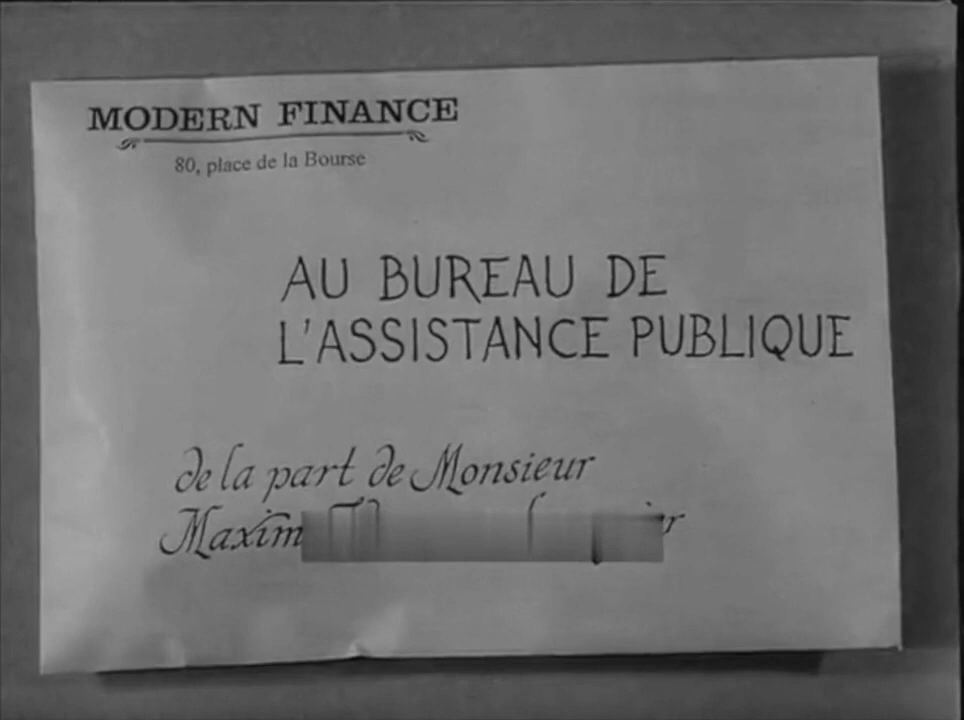 MODERN FINANCE
80, place de la Bourse
AU BUREAU DE
L'ASSISTANCE PUBLIQUE
de la part de Monsieur